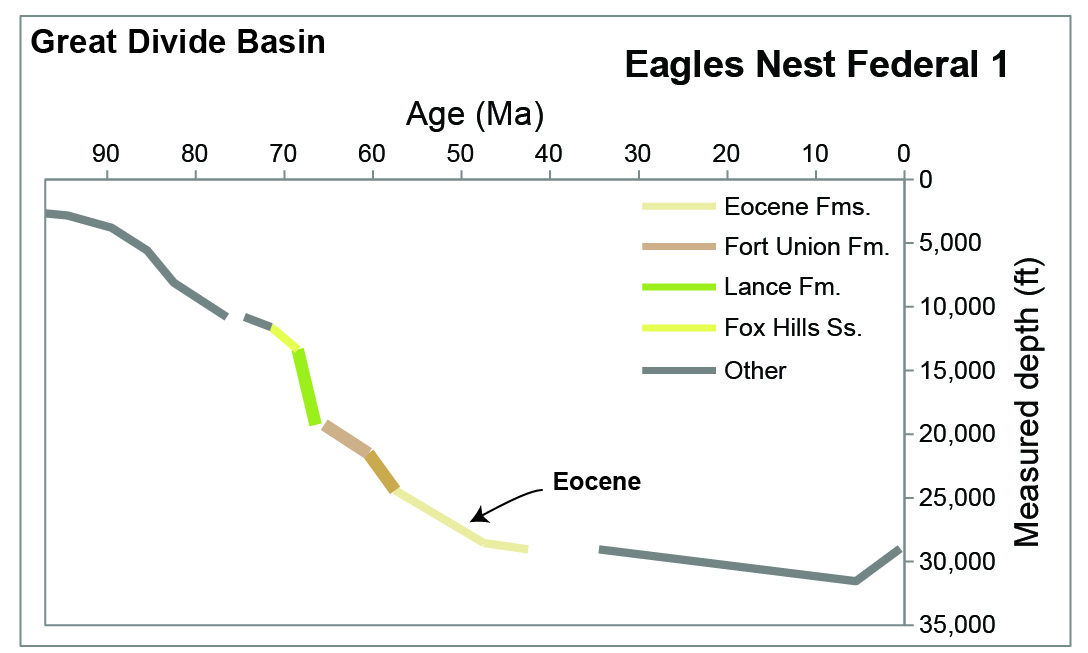 Great Divide Basin
Eagles Nest Federal 1
Age (Ma)
90 80 70 60 50 40 30 20 10 0
0
5,000
10,000
15,000
20,000
25,000
30,000
35,000
Measured depth (ft)
Eocene Fms.
Fort Union Fm.
Lance Fm.
Fox Hills Ss.
Other
Eocene